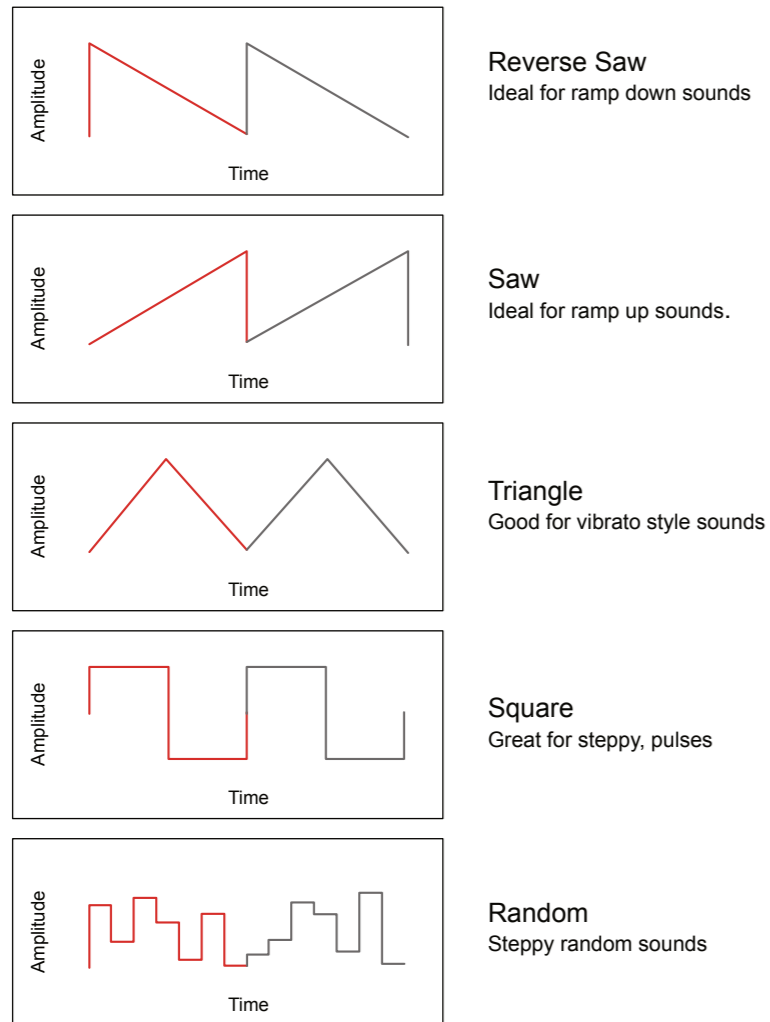 Amplitude
Time
Reverse Saw
Ideal for ramp down sounds
Amplitude
Time
Saw
Ideal for ramp up sounds.
Amplitude
Time
Triangle
Good for vibrato style sounds
Amplitude
Time
Square
Great for steppy, pulses
Amplitude
Time
Random
Steppy random sounds